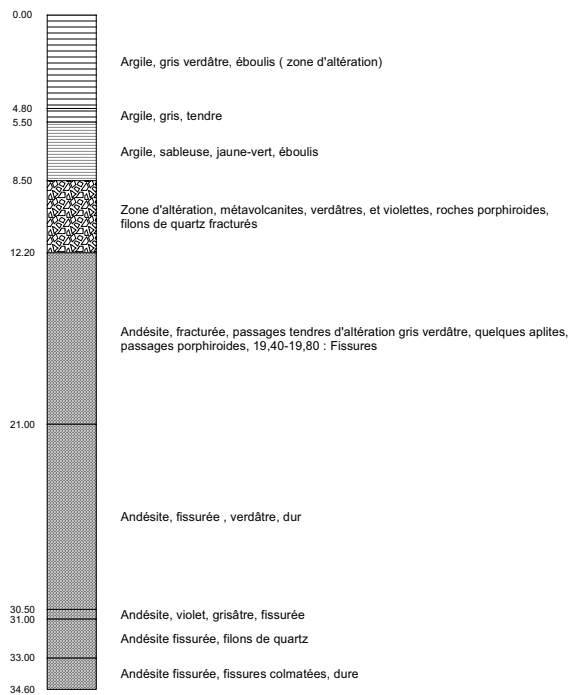 0.00
Argile, gris verdâtre, éboulis ( zone d'altération)
4.80
Argile, gris, tendre
5.50
Argile, sableuse, jaune-vert, éboulis
8.50
Zone d'altération, métavolcanites, verdâtres, et violettes, roches porphiroides,
filons de quartz fracturés
12.20
Andésite, fracturée, passages tendres d'altération gris verdâtre, quelques aplites,
passages porphiroides, 19,40-19,80 : Fissures
21.00
Andésite, fissurée , verdâtre, dur
30.50
Andésite, violet, grisâtre, fissurée
31.00
Andésite fissurée, filons de quartz
33.00
Andésite fissurée, fissures colmatées, dure
34.60